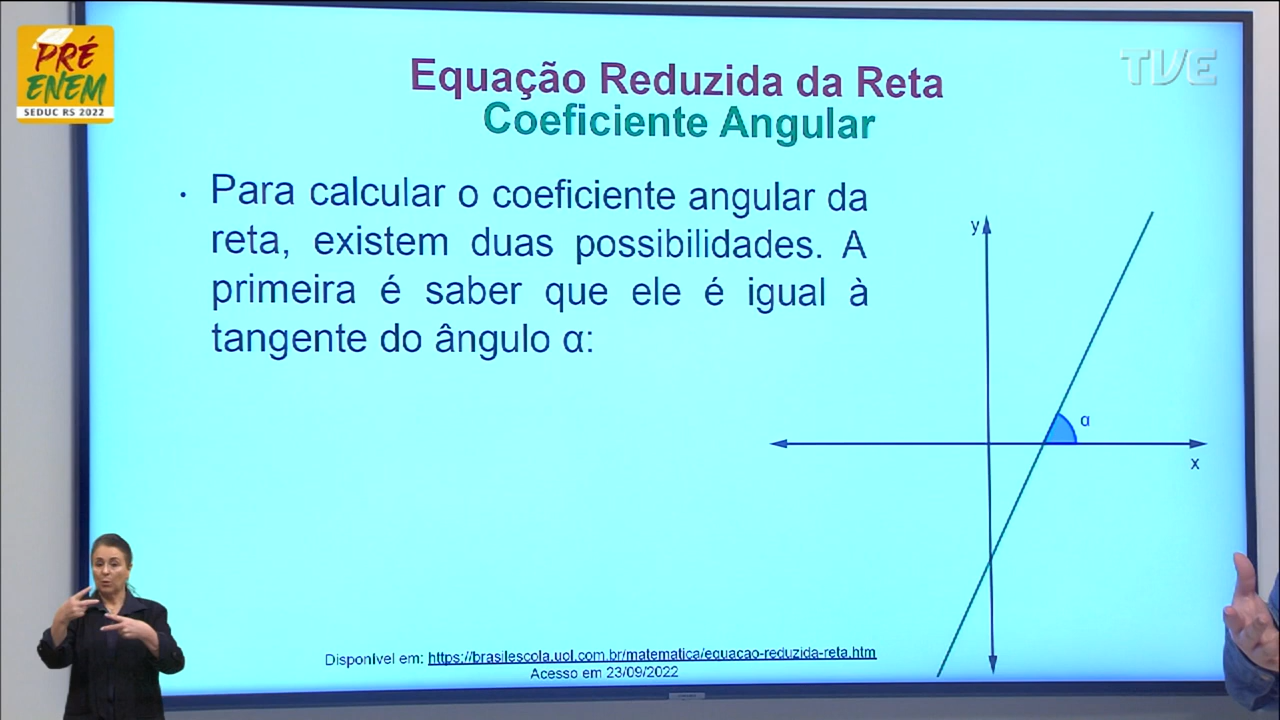 PRÉ
ENEM
SEDUC RS 2022
TVE
Equação Reduzida da Reta
Coeficiente Angular
• Para calcular o coeficiente angular da
reta, existem duas possibilidades. A
primeira é saber que ele é igual à
tangente do ângulo α:
y
α
x
Disponível em: https://brasilescola.uol.com.br/matematica/equacao-reduzida-reta.htm
Acesso em 23/09/2022